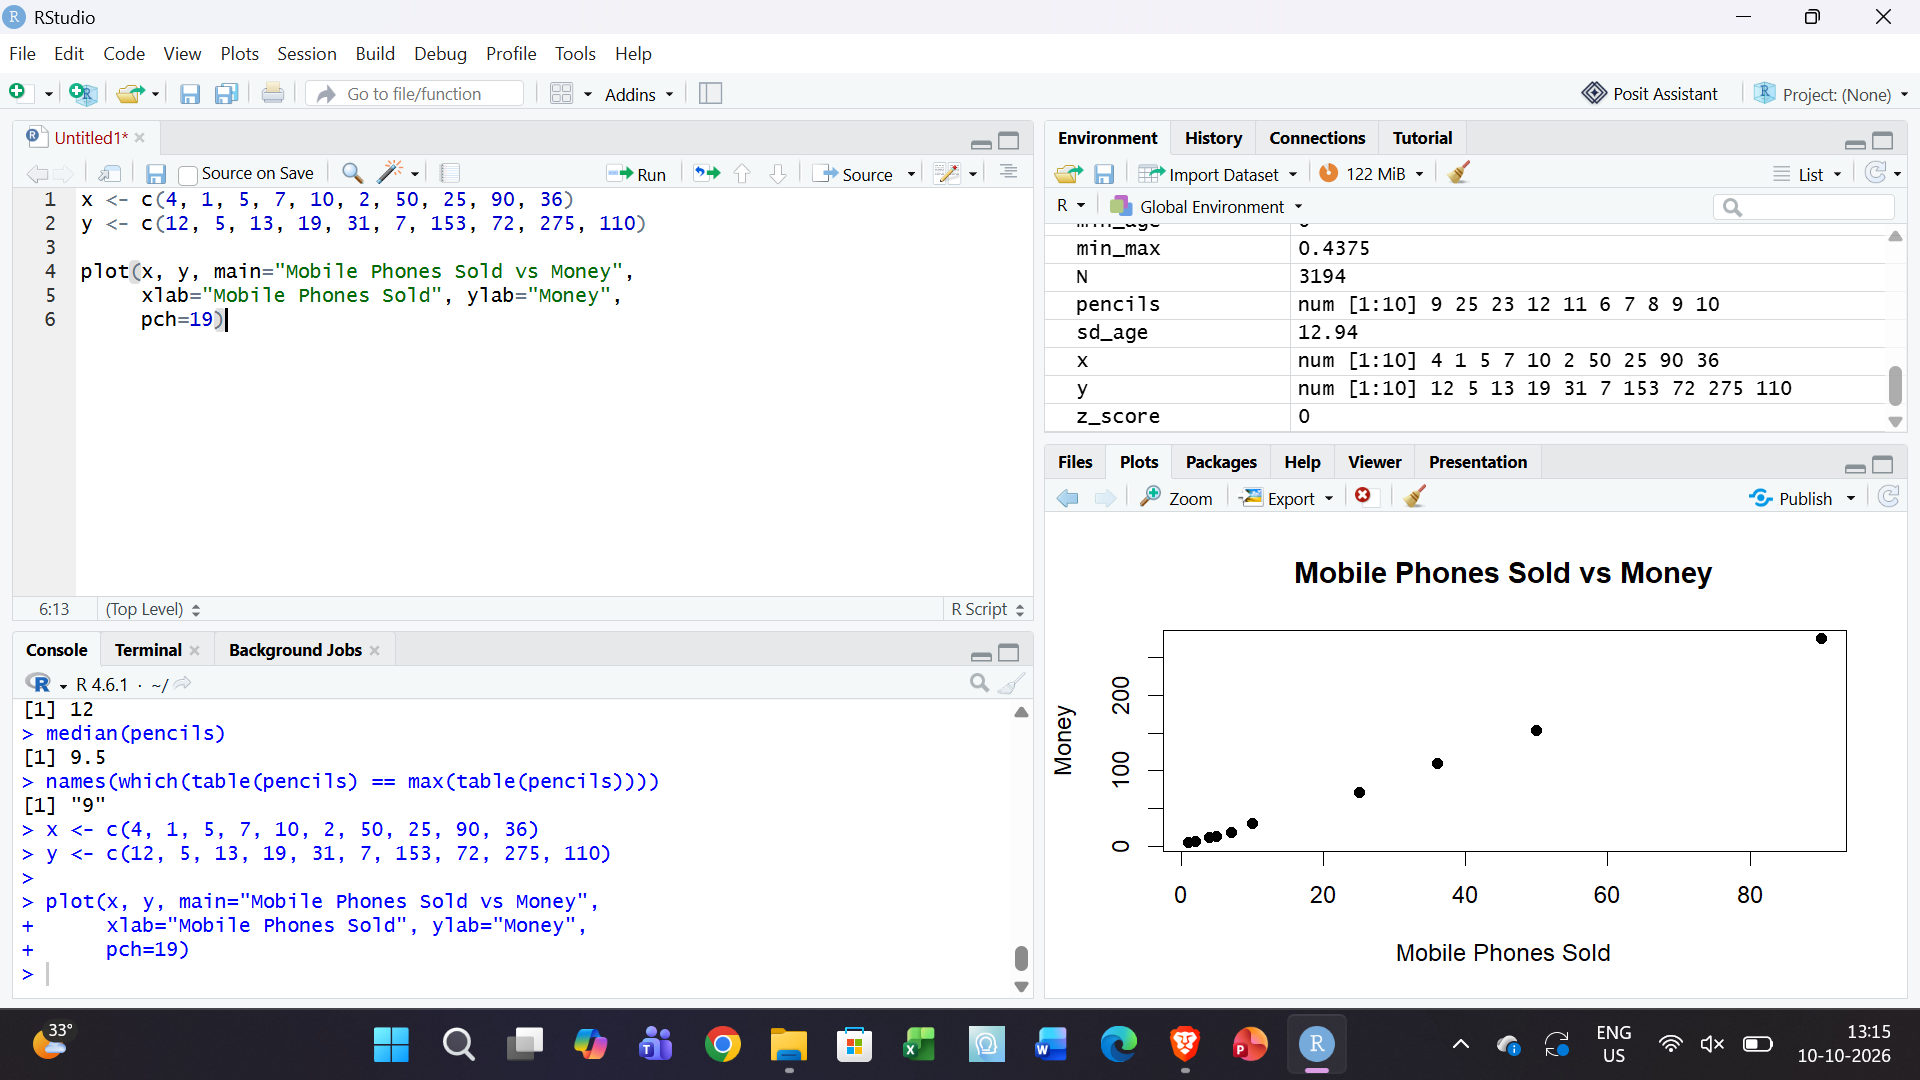 RStudio
File Edit Code View Plots Session Build Debug Profile Tools Help
Go to file/function Addins Posit Assistant Project: (None)
Untitled1*
Source on Save Run Source
1 x <- c(4, 1, 5, 7, 10, 2, 50, 25, 90, 36)
2 y <- c(12, 5, 13, 19, 31, 7, 153, 72, 275, 110)
3
4 plot(x, y, main="Mobile Phones Sold vs Money",
5 xlab="Mobile Phones Sold", ylab="Money",
6 pch=19)
6:13 (Top Level) R Script
Console Terminal Background Jobs
R 4.6.1 · ~/
[1] 12
> median(pencils)
[1] 9.5
> names(which(table(pencils) == max(table(pencils))))
[1] "9"
> x <- c(4, 1, 5, 7, 10, 2, 50, 25, 90, 36)
> y <- c(12, 5, 13, 19, 31, 7, 153, 72, 275, 110)
>
> plot(x, y, main="Mobile Phones Sold vs Money",
+ xlab="Mobile Phones Sold", ylab="Money",
+ pch=19)
>
Environment History Connections Tutorial
Import Dataset 122 MiB List
R Global Environment
min_max 0.4375
N 3194
pencils num [1:10] 9 25 23 12 11 6 7 8 9 10
sd_age 12.94
x num [1:10] 4 1 5 7 10 2 50 25 90 36
y num [1:10] 12 5 13 19 31 7 153 72 275 110
z_score 0
Files Plots Packages Help Viewer Presentation
Zoom Export Publish
Mobile Phones Sold vs Money
Money
200
100
0
0 20 40 60 80
Mobile Phones Sold
33°
ENG
US
13:15
10-10-2026